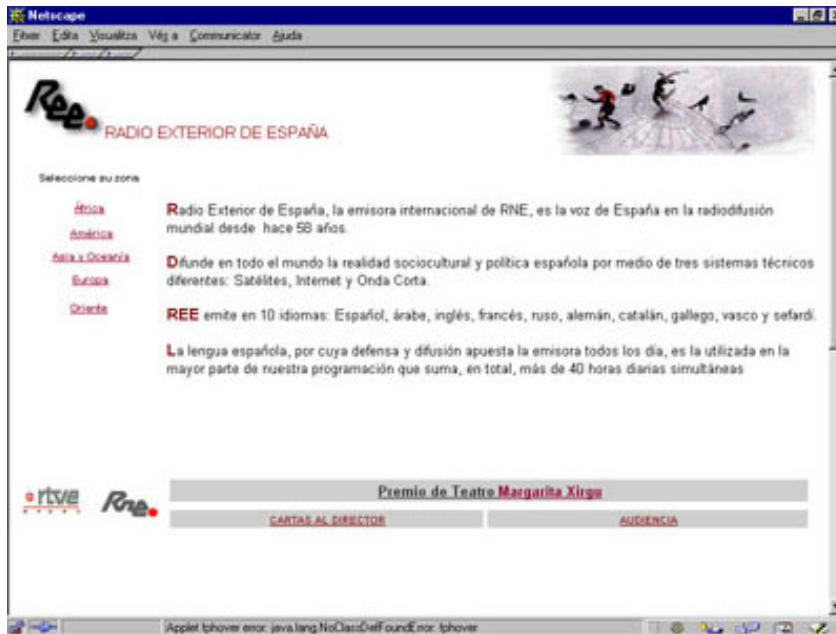 Netscape
Fitxer Edita Visualitza Vés a Communicator Ajuda
Ree.
RADIO EXTERIOR DE ESPAÑA
Seleccione su zona
África
América
Asia y Oceanía
Europa
Oriente
Radio Exterior de España, la emisora internacional de RNE, es la voz de España en la radiodifusión
mundial desde hace 58 años.
Difunde en todo el mundo la realidad sociocultural y política española por medio de tres sistemas técnicos
diferentes: Satélites, Internet y Onda Corta.
REE emite en 10 idiomas: Español, árabe, inglés, francés, ruso, alemán, catalán, gallego, vasco y sefardí.
La lengua española, por cuya defensa y difusión apuesta la emisora todos los día, es la utilizada en la
mayor parte de nuestra programación que suma, en total, más de 40 horas diarias simultáneas
rtve
Rne.
Premio de Teatro Margarita Xirgu
CARTAS AL DIRECTOR AUDIENCIA
Applet fphover error: java.lang.NoClassDefFoundError: fphover